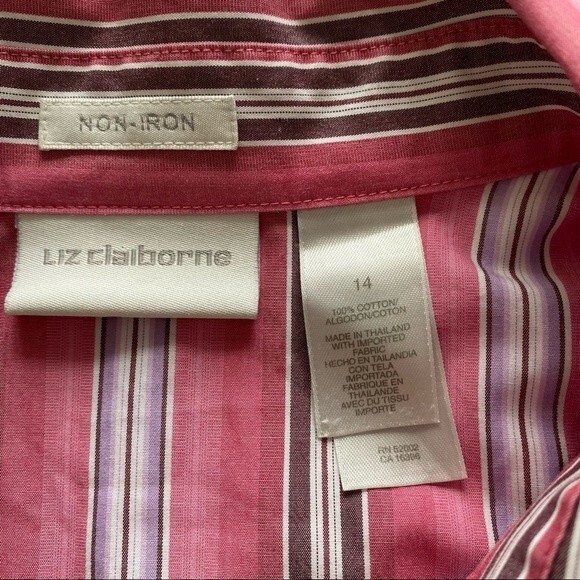 NON-IRON
LIZ claiborne
14
100% COTTON/
ALGODON/COTON
MADE IN THAILAND
WITH IMPORTED
FABRIC
HECHO EN TAILANDIA
CON TELA
IMPORTADA
FABRIQUE EN
THAILANDE
AVEC DU TISSU
IMPORTE
RN 52002
CA 16396